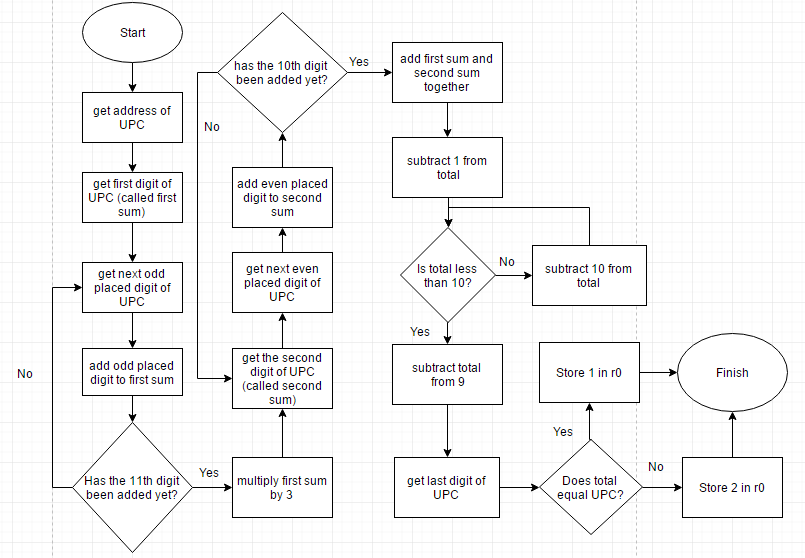 Start
get address of
UPC
get first digit of
UPC (called first
sum)
get next odd
placed digit of
UPC
add odd placed
digit to first sum
Has the 11th digit
been added yet?
No
Yes
multiply first sum
by 3
get the second
digit of UPC
(called second
sum)
get next even
placed digit of
UPC
add even placed
digit to second
sum
has the 10th digit
been added yet?
No
Yes
add first sum and
second sum
together
subtract 1 from
total
Is total less
than 10?
No
subtract 10 from
total
Yes
subtract total
from 9
get last digit of
UPC
Does total
equal UPC?
Yes
Store 1 in r0
No
Store 2 in r0
Finish